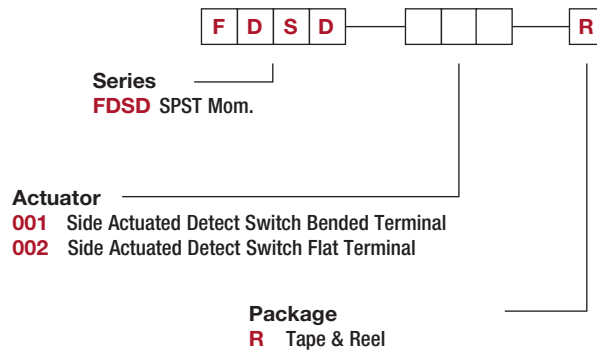 F D S D R
Series
FDSD SPST Mom.
Actuator
001 Side Actuated Detect Switch Bended Terminal
002 Side Actuated Detect Switch Flat Terminal
Package
R Tape & Reel